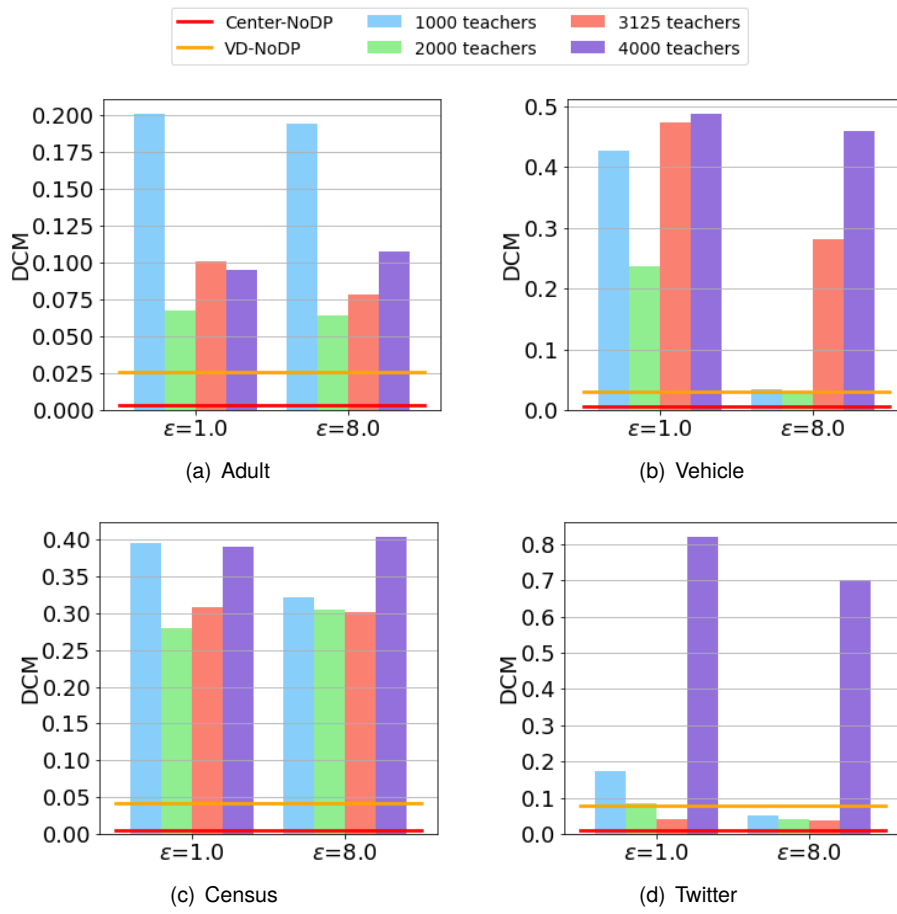 Center-NoDP 1000 teachers 3125 teachers
VD-NoDP 2000 teachers 4000 teachers
DCM
0.200
0.175
0.150
0.125
0.100
0.075
0.050
0.025
0.000
ε=1.0 ε=8.0
(a) Adult
DCM
0.5
0.4
0.3
0.2
0.1
0.0
ε=1.0 ε=8.0
(b) Vehicle
DCM
0.40
0.35
0.30
0.25
0.20
0.15
0.10
0.05
0.00
ε=1.0 ε=8.0
(c) Census
DCM
0.8
0.7
0.6
0.5
0.4
0.3
0.2
0.1
0.0
ε=1.0 ε=8.0
(d) Twitter